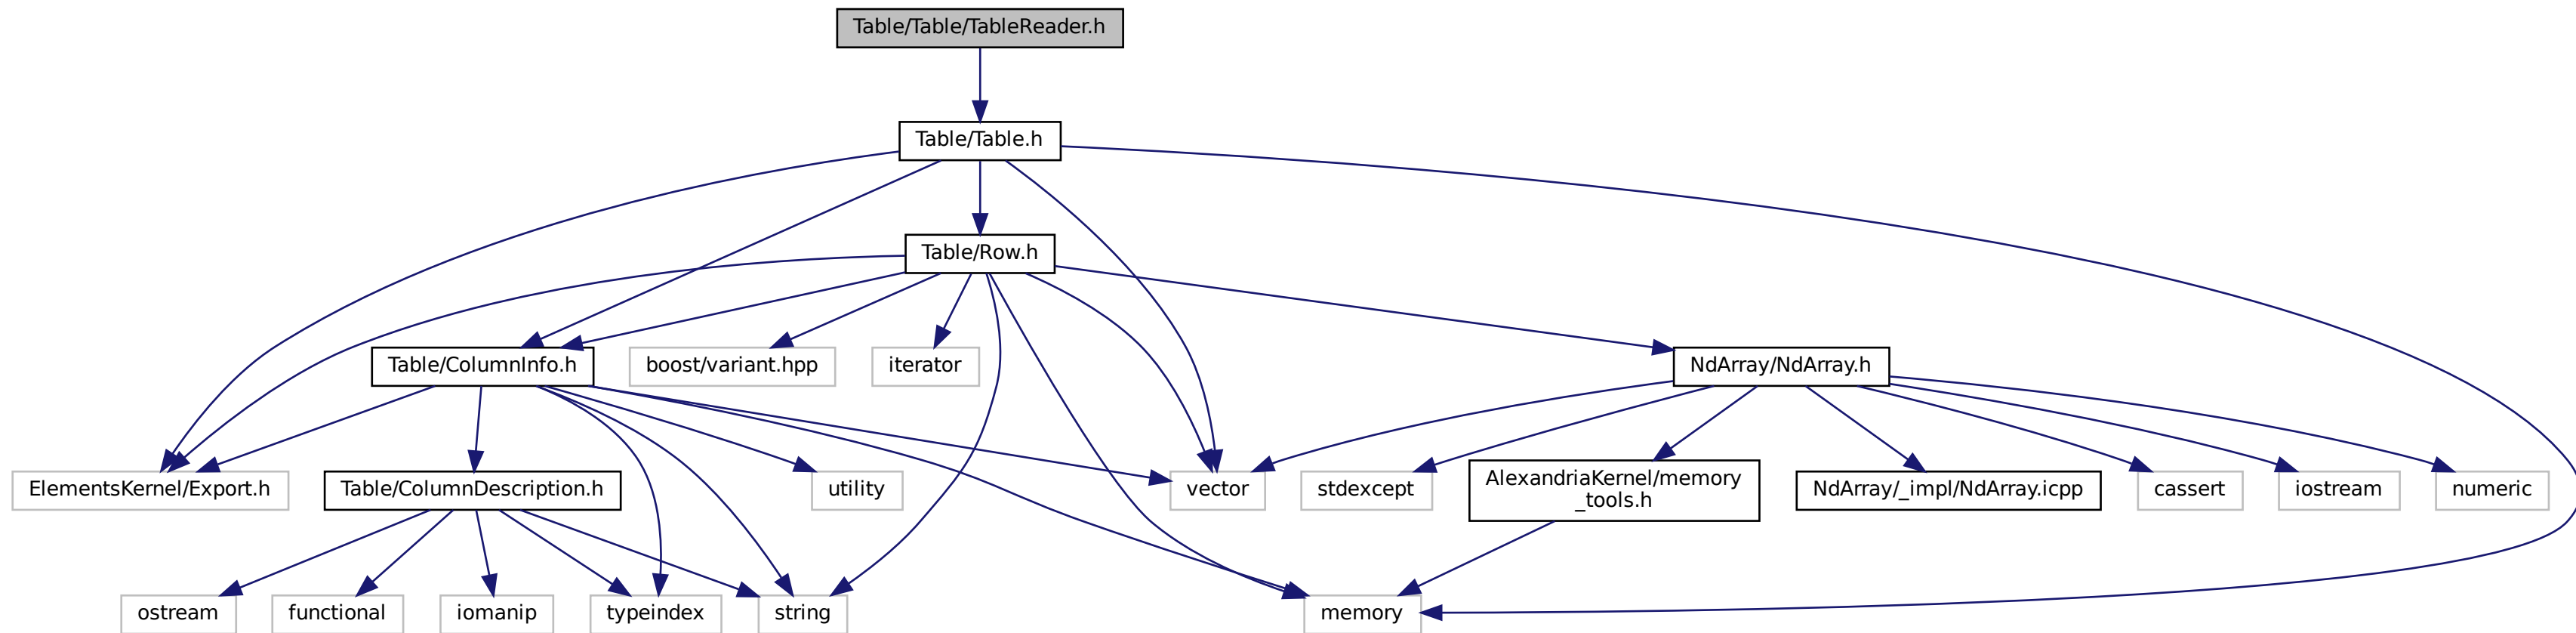 Table/Table/TableReader.h
Table/Table.h
Table/Row.h
Table/ColumnInfo.h
boost/variant.hpp
iterator
NdArray/NdArray.h
ElementsKernel/Export.h
Table/ColumnDescription.h
utility
vector
stdexcept
AlexandriaKernel/memory
_tools.h
NdArray/_impl/NdArray.icpp
cassert
iostream
numeric
ostream
functional
iomanip
typeindex
string
memory